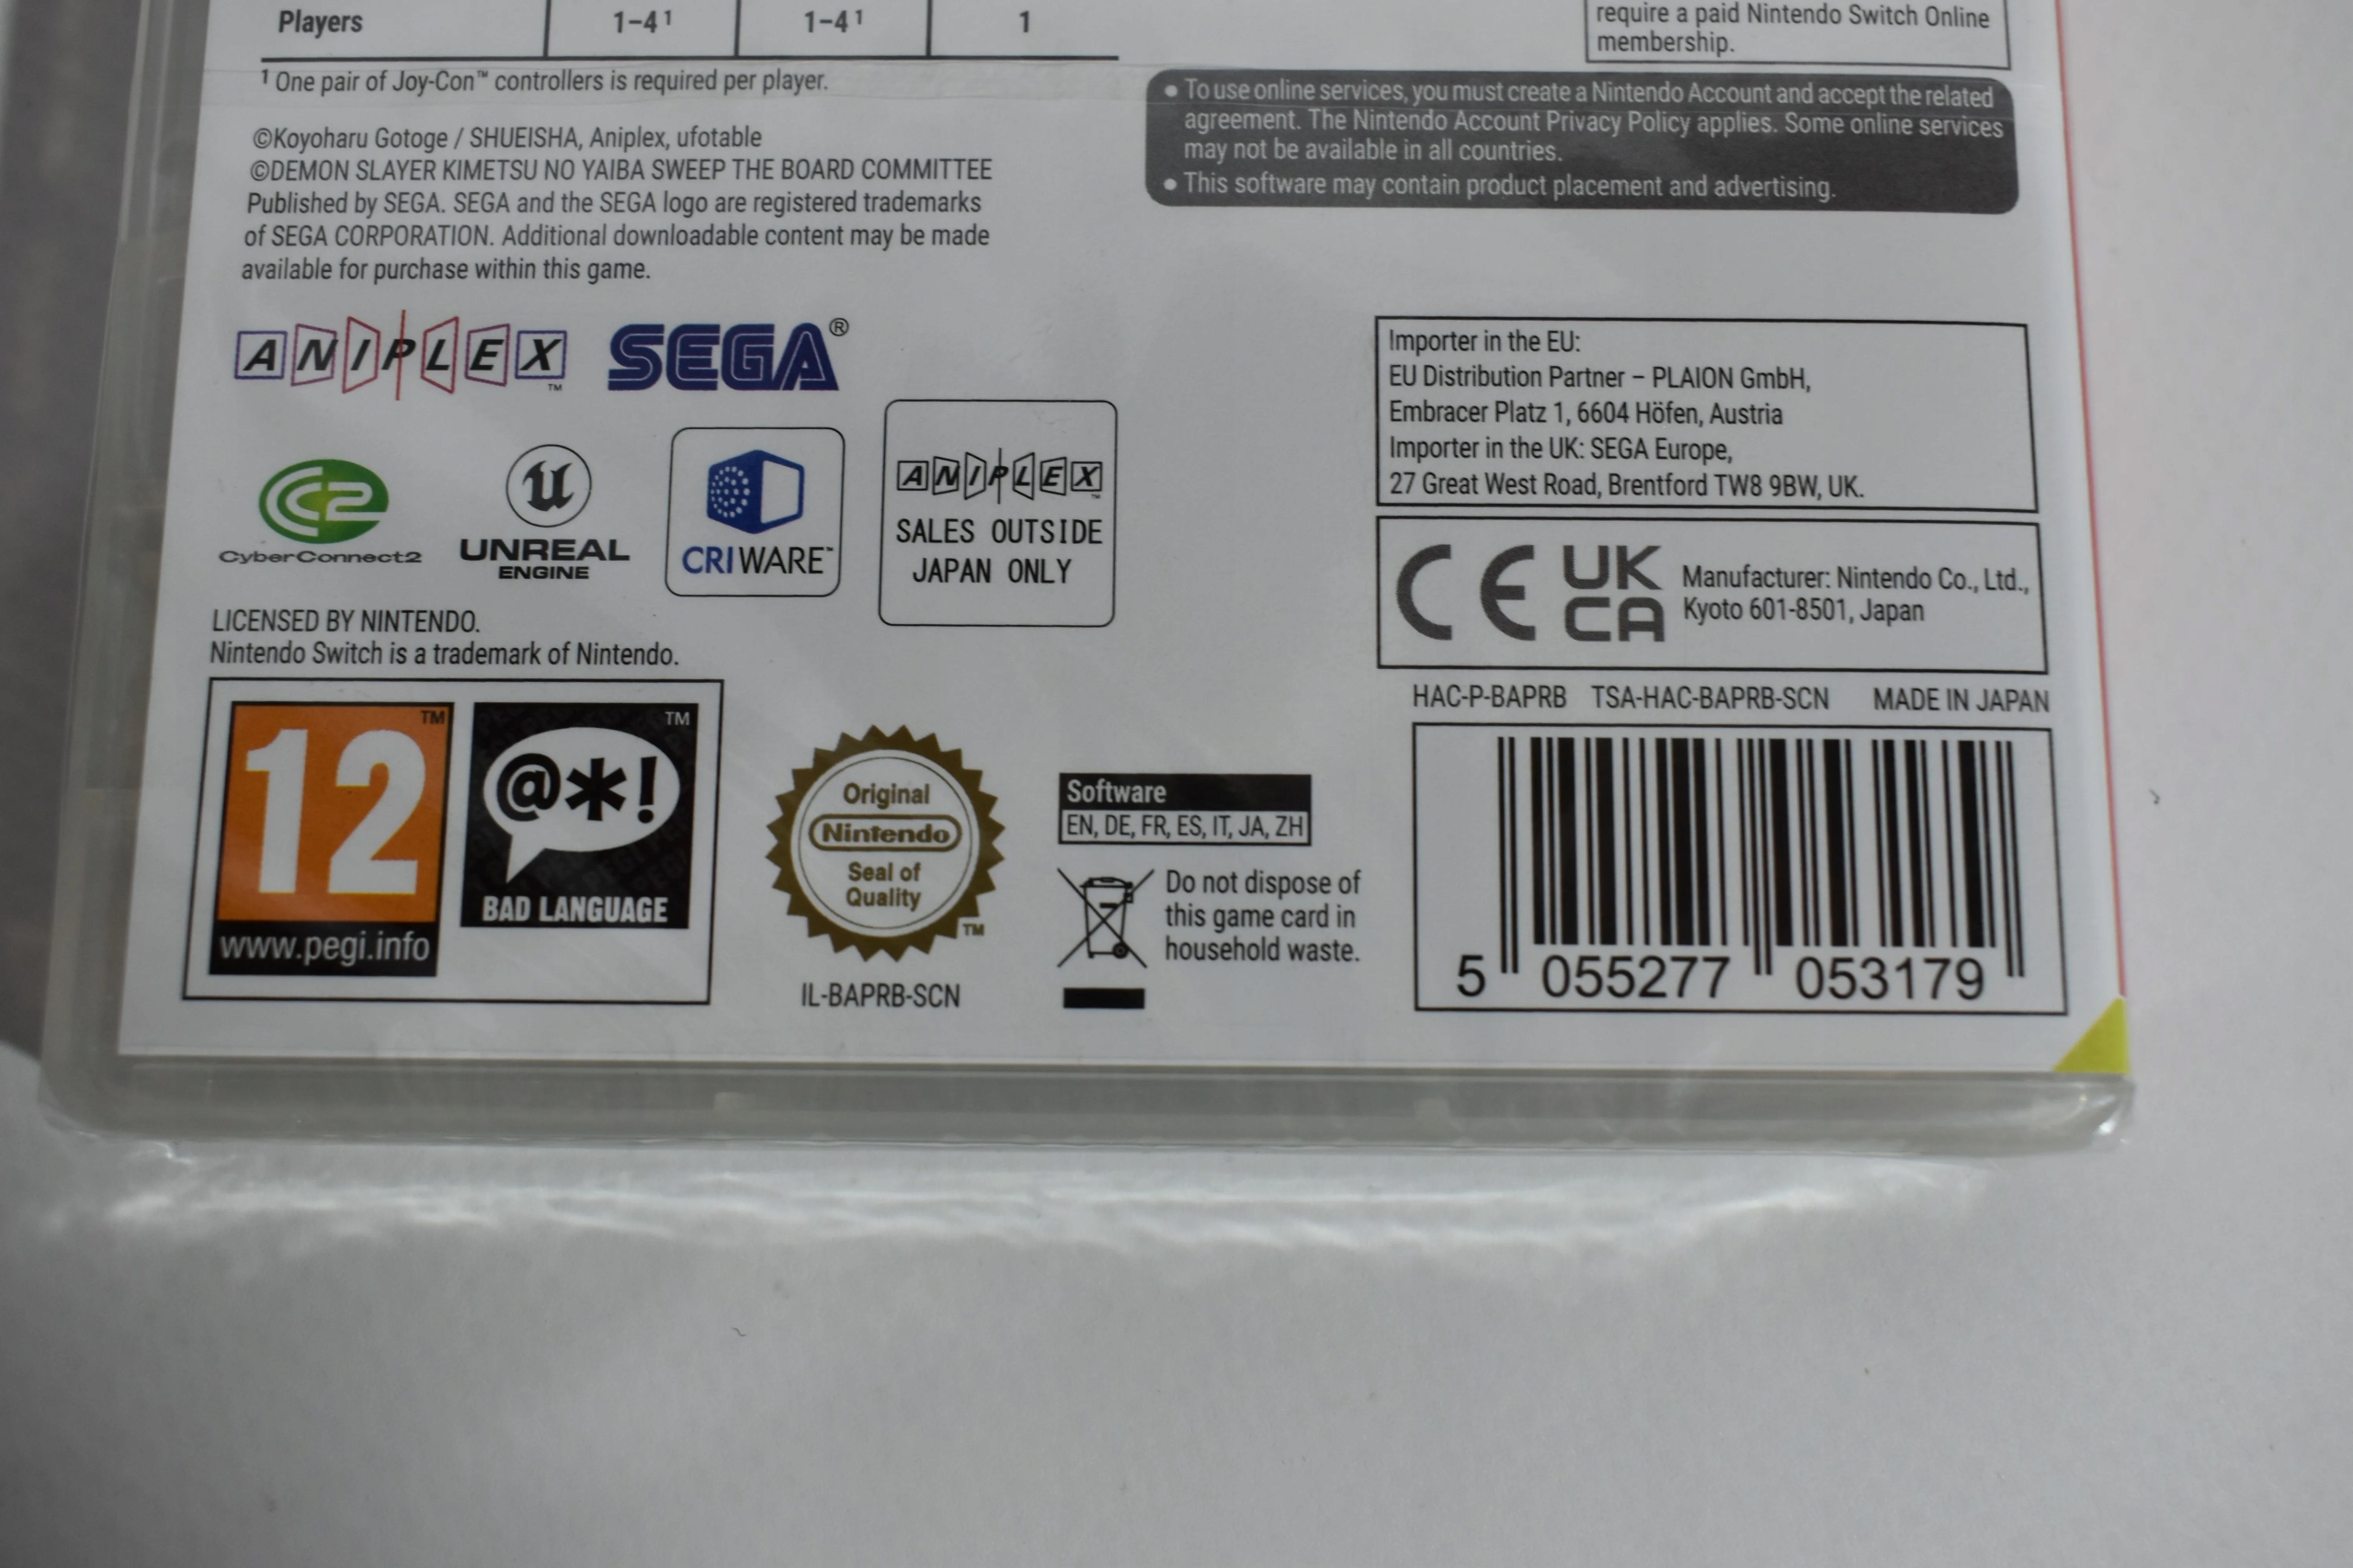 Players 1–4¹ 1–4¹ 1
¹ One pair of Joy-Con™ controllers is required per player.
require a paid Nintendo Switch Online
membership.
• To use online services, you must create a Nintendo Account and accept the related
agreement. The Nintendo Account Privacy Policy applies. Some online services
may not be available in all countries.
• This software may contain product placement and advertising.
©Koyoharu Gotoge / SHUEISHA, Aniplex, ufotable
©DEMON SLAYER KIMETSU NO YAIBA SWEEP THE BOARD COMMITTEE
Published by SEGA. SEGA and the SEGA logo are registered trademarks
of SEGA CORPORATION. Additional downloadable content may be made
available for purchase within this game.
ANIPLEX™ SEGA®
CyberConnect2
UNREAL
ENGINE
CRIWARE™
ANIPLEX™
SALES OUTSIDE
JAPAN ONLY
Importer in the EU:
EU Distribution Partner – PLAION GmbH,
Embracer Platz 1, 6604 Höfen, Austria
Importer in the UK: SEGA Europe,
27 Great West Road, Brentford TW8 9BW, UK.
CE UK
CA
Manufacturer: Nintendo Co., Ltd.,
Kyoto 601-8501, Japan
LICENSED BY NINTENDO.
Nintendo Switch is a trademark of Nintendo.
12™
www.pegi.info
@*!™
BAD LANGUAGE
Original
Nintendo
Seal of
Quality™
IL-BAPRB-SCN
Software
EN, DE, FR, ES, IT, JA, ZH
Do not dispose of
this game card in
household waste.
HAC-P-BAPRB TSA-HAC-BAPRB-SCN MADE IN JAPAN
5 055277 053179